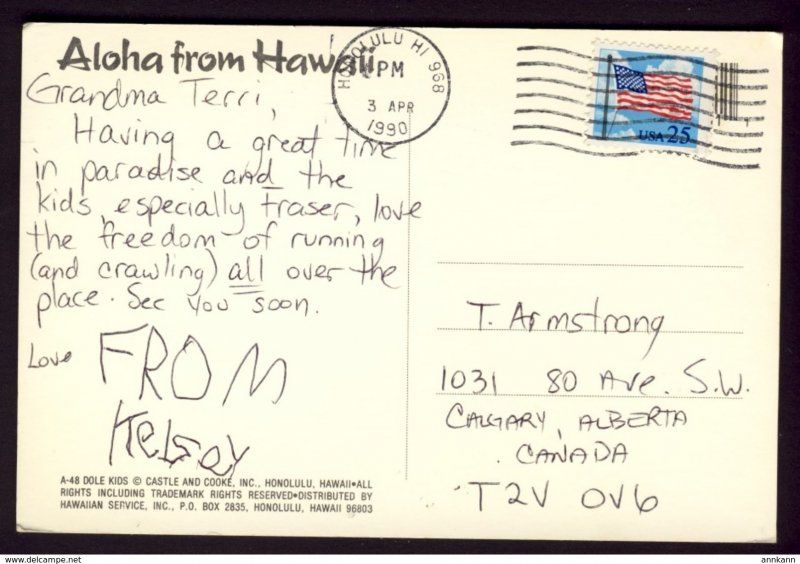 Aloha from Hawaii
Grandma Terri,
Having a great time
in paradise and the
kids, especially Fraser, love
the freedom of running
(and crawling) all over the
place. See you soon.
Love
FROM
Kelsey
A-48 DOLE KIDS © CASTLE AND COOKE, INC., HONOLULU, HAWAII•ALL
RIGHTS INCLUDING TRADEMARK RIGHTS RESERVED•DISTRIBUTED BY
HAWAIIAN SERVICE, INC., P.O. BOX 2835, HONOLULU, HAWAII 96803
HONOLULU HI 968
PM
3 APR
1990
USA 25
T. Armstrong
1031 80 Ave. S.W.
CALGARY, ALBERTA
CANADA
T2V 0V6
hipstamp.com
annkann